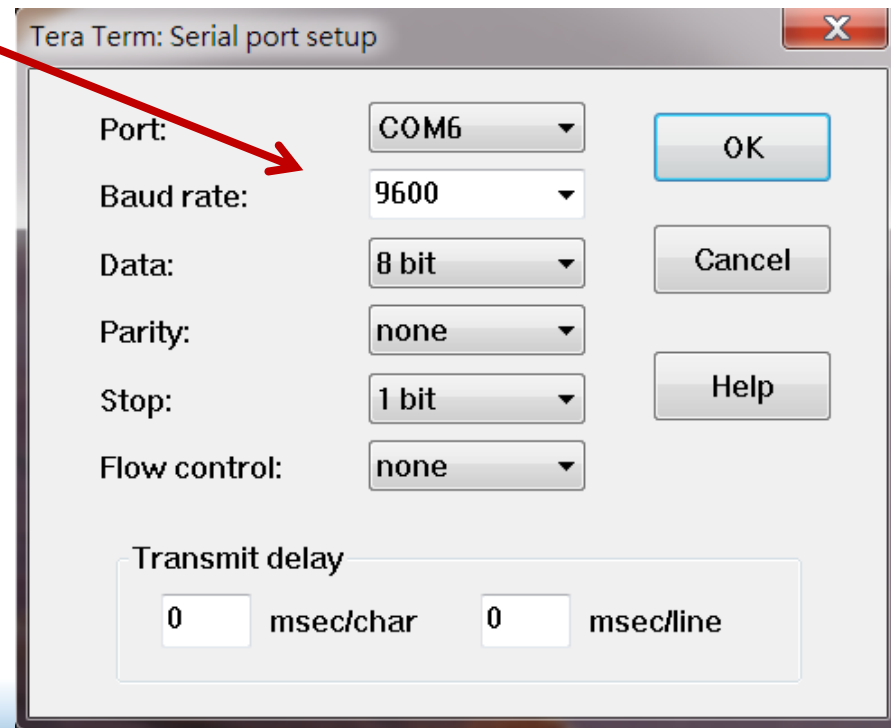 Tera Term: Serial port setup
Port: COM6
OK
Baud rate: 9600
Data: 8 bit
Cancel
Parity: none
Stop: 1 bit
Help
Flow control: none
Transmit delay
0 msec/char 0 msec/line